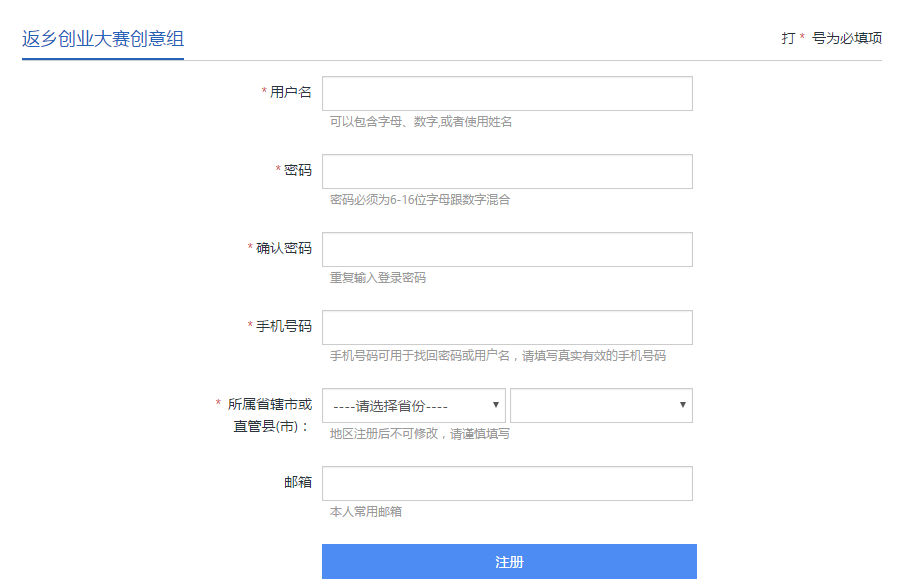 返乡创业大赛创意组
打 * 号为必填项
* 用户名
可以包含字母、数字,或者使用姓名
* 密码
密码必须为6-16位字母跟数字混合
* 确认密码
重复输入登录密码
* 手机号码
手机号码可用于找回密码或用户名，请填写真实有效的手机号码
* 所属省辖市或
直管县(市)：
----请选择省份----
地区注册后不可修改，请谨慎填写
邮箱
本人常用邮箱
注册